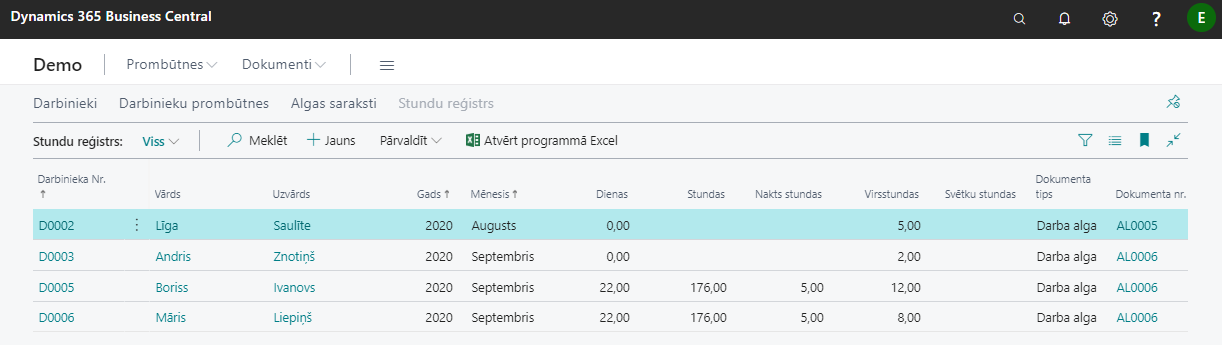 Dynamics 365 Business Central ? E
Demo Prombūtnes Dokumenti
Darbinieki Darbinieku prombūtnes Algas saraksti Stundu reģistrs
Stundu reģistrs: Viss Meklēt + Jauns Pārvaldīt Atvērt programmā Excel
Darbinieka Nr. ↑ Vārds Uzvārds Gads ↑ Mēnesis ↑ Dienas Stundas Nakts stundas Virsstundas Svētku stundas Dokumenta tips Dokumenta nr.
D0002 Līga Saulīte 2020 Augusts 0,00 5,00 Darba alga AL0005
D0003 Andris Znotiņš 2020 Septembris 0,00 2,00 Darba alga AL0006
D0005 Boriss Ivanovs 2020 Septembris 22,00 176,00 5,00 12,00 Darba alga AL0006
D0006 Māris Liepiņš 2020 Septembris 22,00 176,00 5,00 8,00 Darba alga AL0006